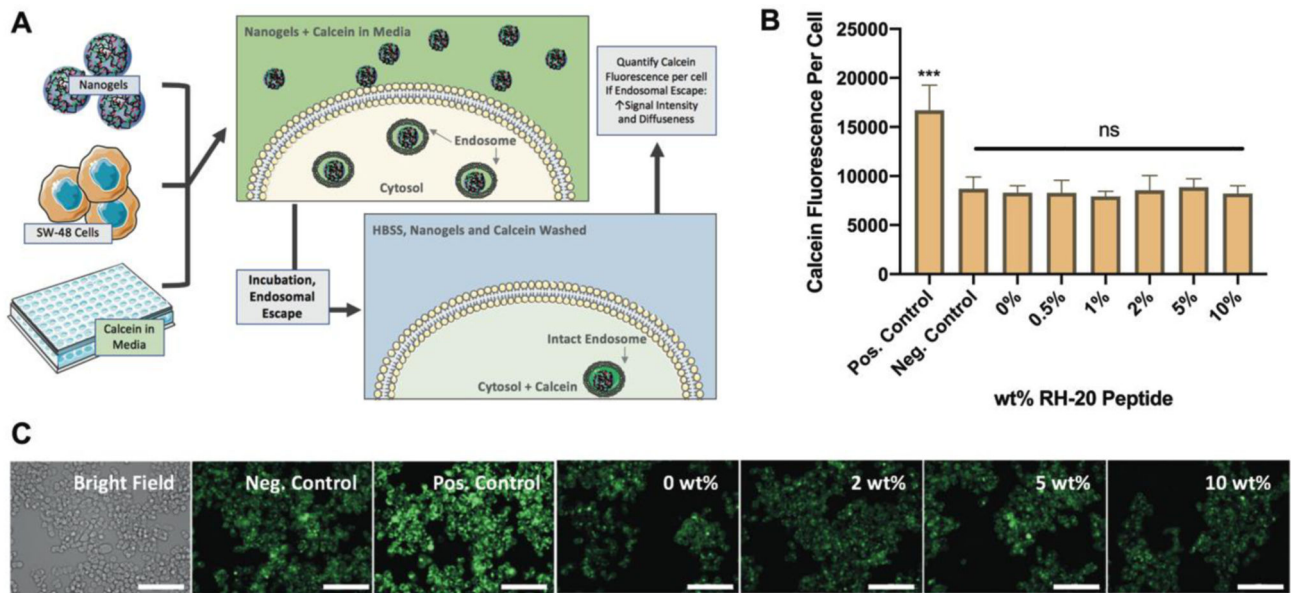 A
Nanogels
SW-48 Cells
Calcein in
Media
Nanogels + Calcein in Media
Endosome
Cytosol
Incubation,
Endosomal
Escape
HBSS, Nanogels and Calcein Washed
Intact Endosome
Cytosol + Calcein
Quantify Calcein
Fluorescence per cell
If Endosomal Escape:
↑Signal Intensity
and Diffuseness
B
Calcein Fluorescence Per Cell
25000
20000
15000
10000
5000
0
***
ns
Pos. Control
Neg. Control
0%
0.5%
1%
2%
5%
10%
wt% RH-20 Peptide
C
Bright Field
Neg. Control
Pos. Control
0 wt%
2 wt%
5 wt%
10 wt%